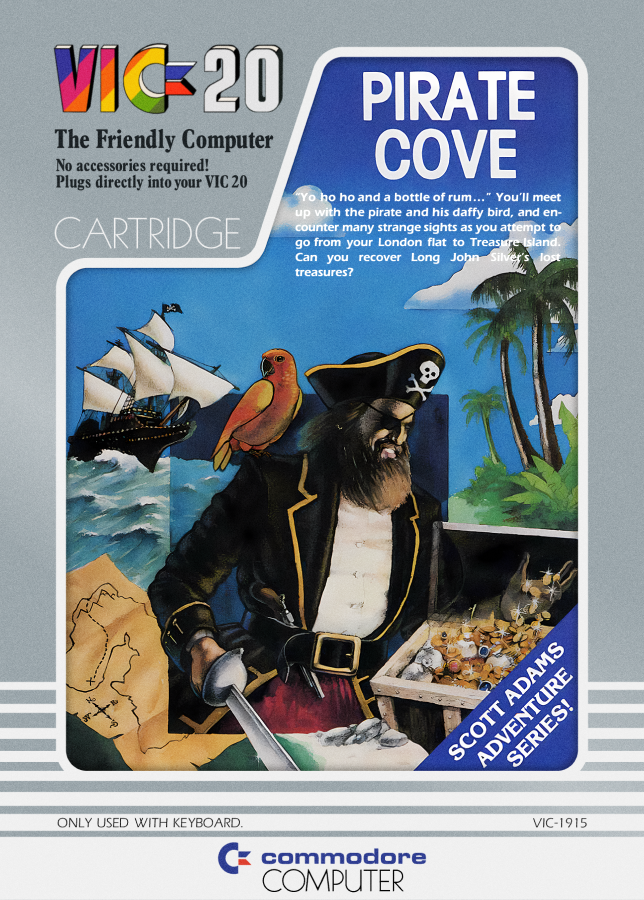 VIC-20
The Friendly Computer
No accessories required!
Plugs directly into your VIC 20
CARTRIDGE
PIRATE
COVE
"Yo ho ho and a bottle of rum..." You'll meet
up with the pirate and his daffy bird, and en-
counter many strange sights as you attempt to
go from your London flat to Treasure Island.
Can you recover Long John Silver's lost
treasures?
SCOTT ADAMS
ADVENTURE
SERIES!
ONLY USED WITH KEYBOARD.
VIC-1915
commodore
COMPUTER